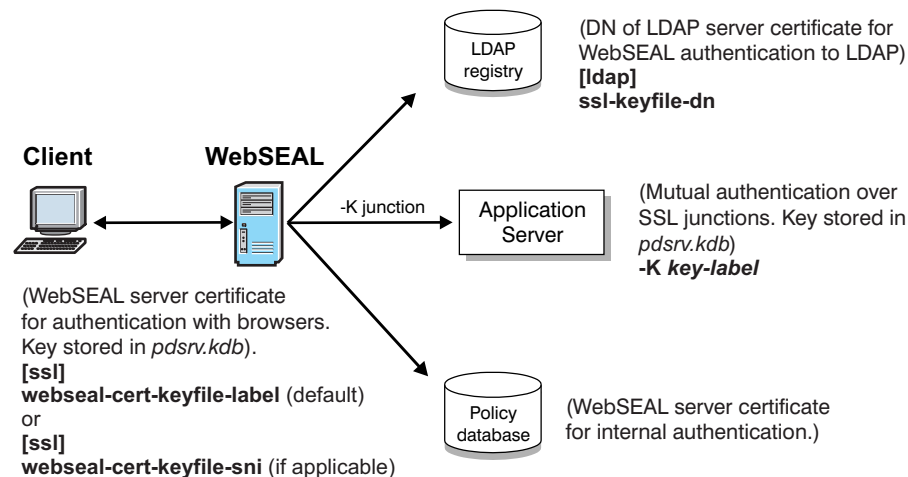 LDAP
registry
(DN of LDAP server certificate for
WebSEAL authentication to LDAP)
[ldap]
ssl-keyfile-dn
Client
WebSEAL
-K junction
Application
Server
(Mutual authentication over
SSL junctions. Key stored in
pdsrv.kdb)
-K key-label
(WebSEAL server certificate
for authentication with browsers.
Key stored in pdsrv.kdb).
[ssl]
webseal-cert-keyfile-label (default)
or
[ssl]
webseal-cert-keyfile-sni (if applicable)
Policy
database
(WebSEAL server certificate
for internal authentication.)